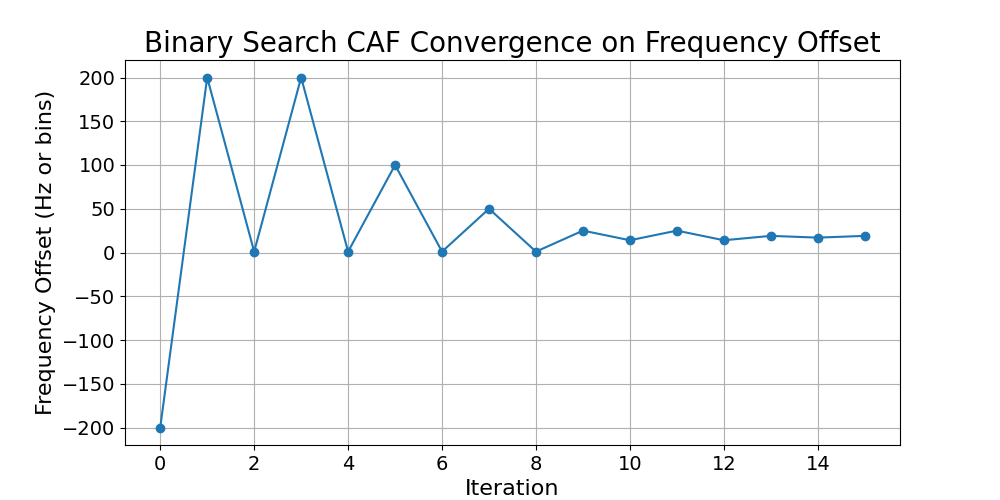 Binary Search CAF Convergence on Frequency Offset
Frequency Offset (Hz or bins)
200
150
100
50
0
−50
−100
−150
−200
0 2 4 6 8 10 12 14
Iteration